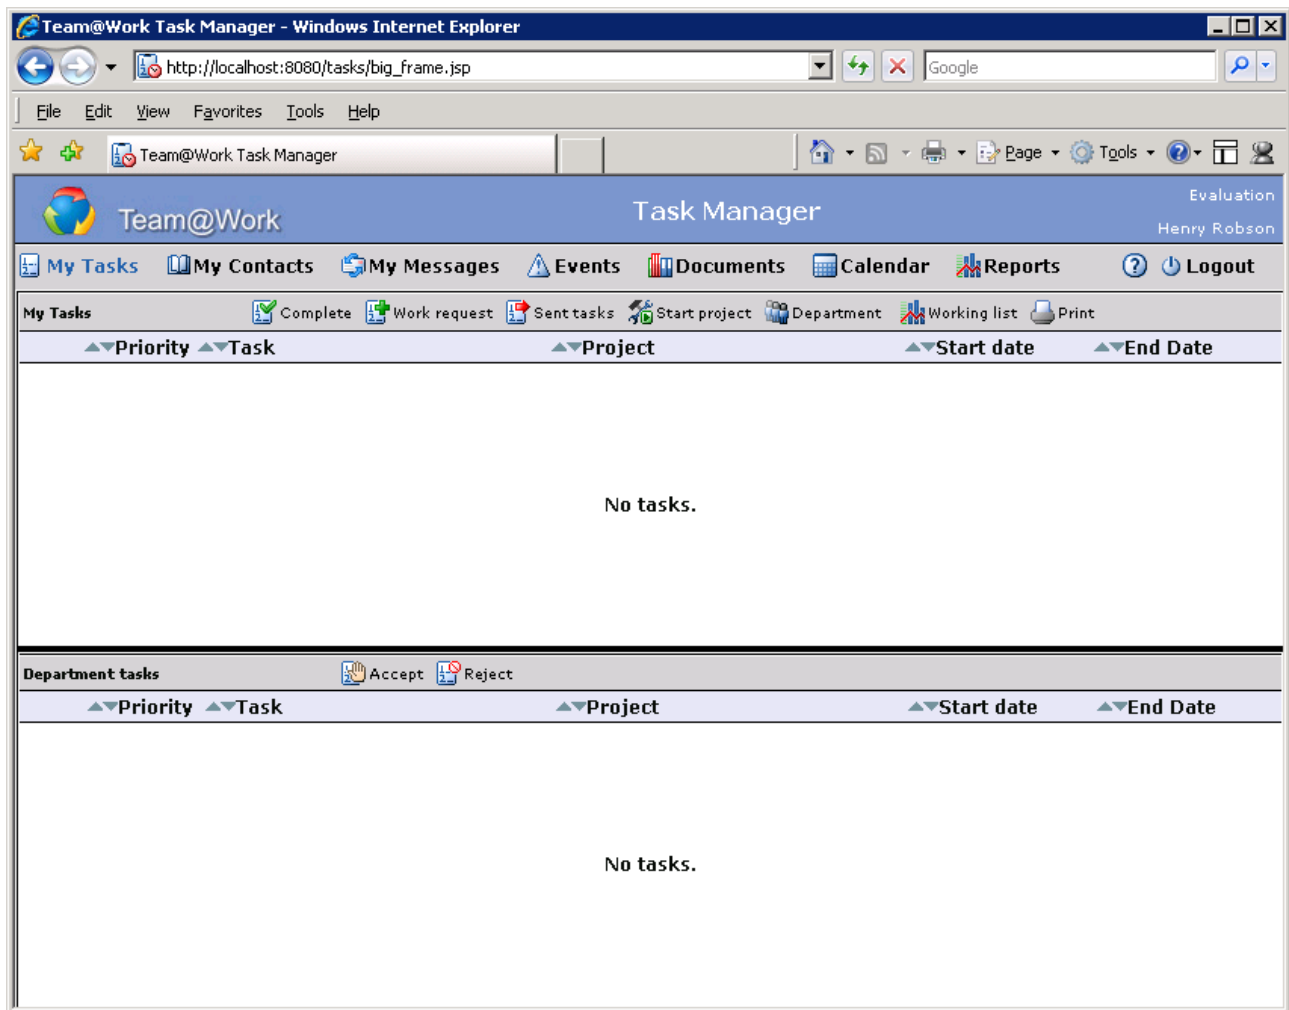 Team@Work Task Manager - Windows Internet Explorer
http://localhost:8080/tasks/big_frame.jsp Google
File Edit View Favorites Tools Help
Team@Work Task Manager Page Tools
Team@Work Task Manager Evaluation
Henry Robson
My Tasks My Contacts My Messages Events Documents Calendar Reports Logout
My Tasks Complete Work request Sent tasks Start project Department Working list Print
Priority Task Project Start date End Date
No tasks.
Department tasks Accept Reject
Priority Task Project Start date End Date
No tasks.